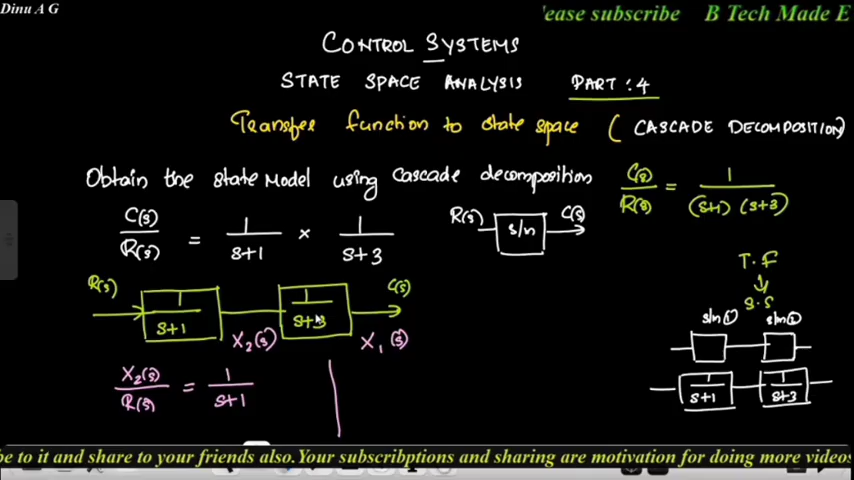 Dinu A G
'ease subscribe B Tech Made E
CONTROL SYSTEMS
STATE SPACE ANALYSIS PART : 4
Transfer function to state space ( CASCADE DECOMPOSITION)
Obtain the state Model using Cascade decomposition C(s)/R(s) = 1/(s+1) (s+3)
C(s)/R(s) = 1/s+1 × 1/s+3
R(s) s/n C(s)
T.F
↓
S.S
R(s) 1/s+1 X₂(s) 1/s+3 C(s)
X₁(s)
s/n① s/n②
1/s+1 1/s+3
X₂(s)/R(s) = 1/s+1
be to it and share to your friends also.Your subscribptions and sharing are motivation for doing more videos